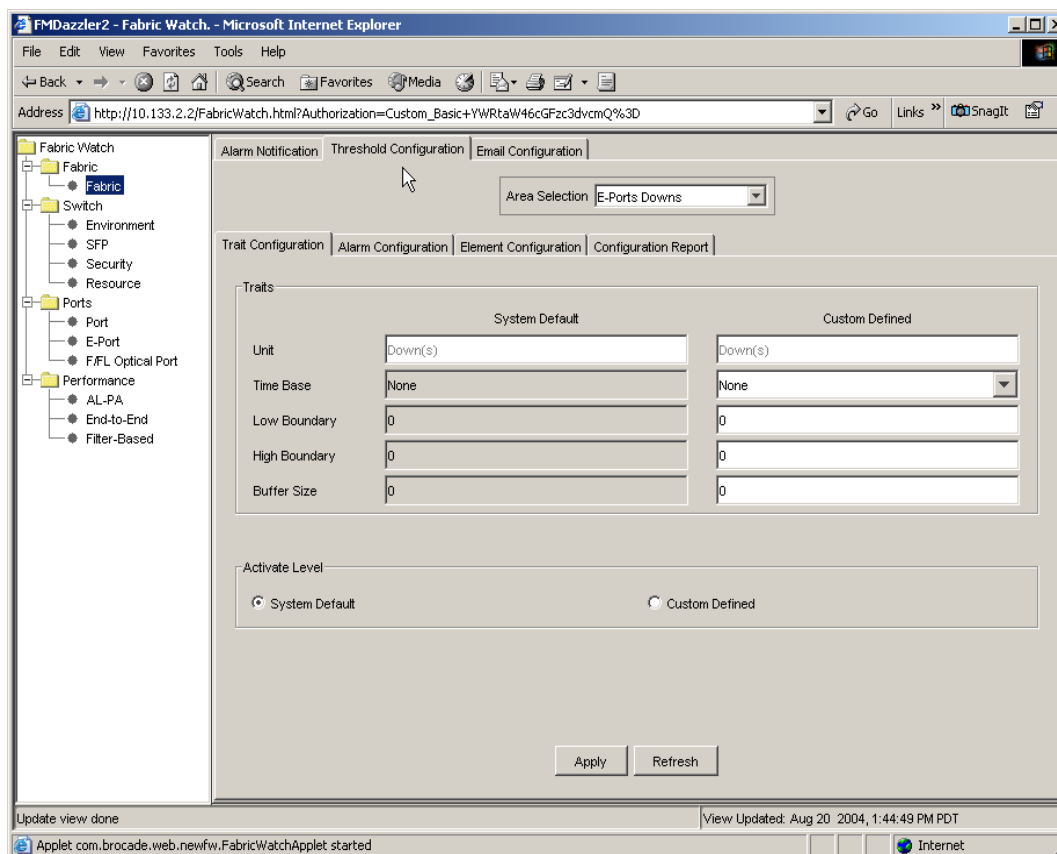 FMDazzler2 - Fabric Watch. - Microsoft Internet Explorer
File Edit View Favorites Tools Help
Back Search Favorites Media
Address http://10.133.2.2/FabricWatch.html?Authorization=Custom_Basic+YWRtaW46cGFzc3dvcmQ%3D Go Links » SnagIt
Fabric Watch
Fabric
Fabric
Switch
Environment
SFP
Security
Resource
Ports
Port
E-Port
F/FL Optical Port
Performance
AL-PA
End-to-End
Filter-Based
Alarm Notification Threshold Configuration Email Configuration
Area Selection E-Ports Downs
Trait Configuration Alarm Configuration Element Configuration Configuration Report
Traits
System Default Custom Defined
Unit Down(s) Down(s)
Time Base None None
Low Boundary 0 0
High Boundary 0 0
Buffer Size 0 0
Activate Level
System Default Custom Defined
Apply Refresh
Update view done View Updated: Aug 20 2004, 1:44:49 PM PDT
Applet com.brocade.web.newfw.FabricWatchApplet started Internet